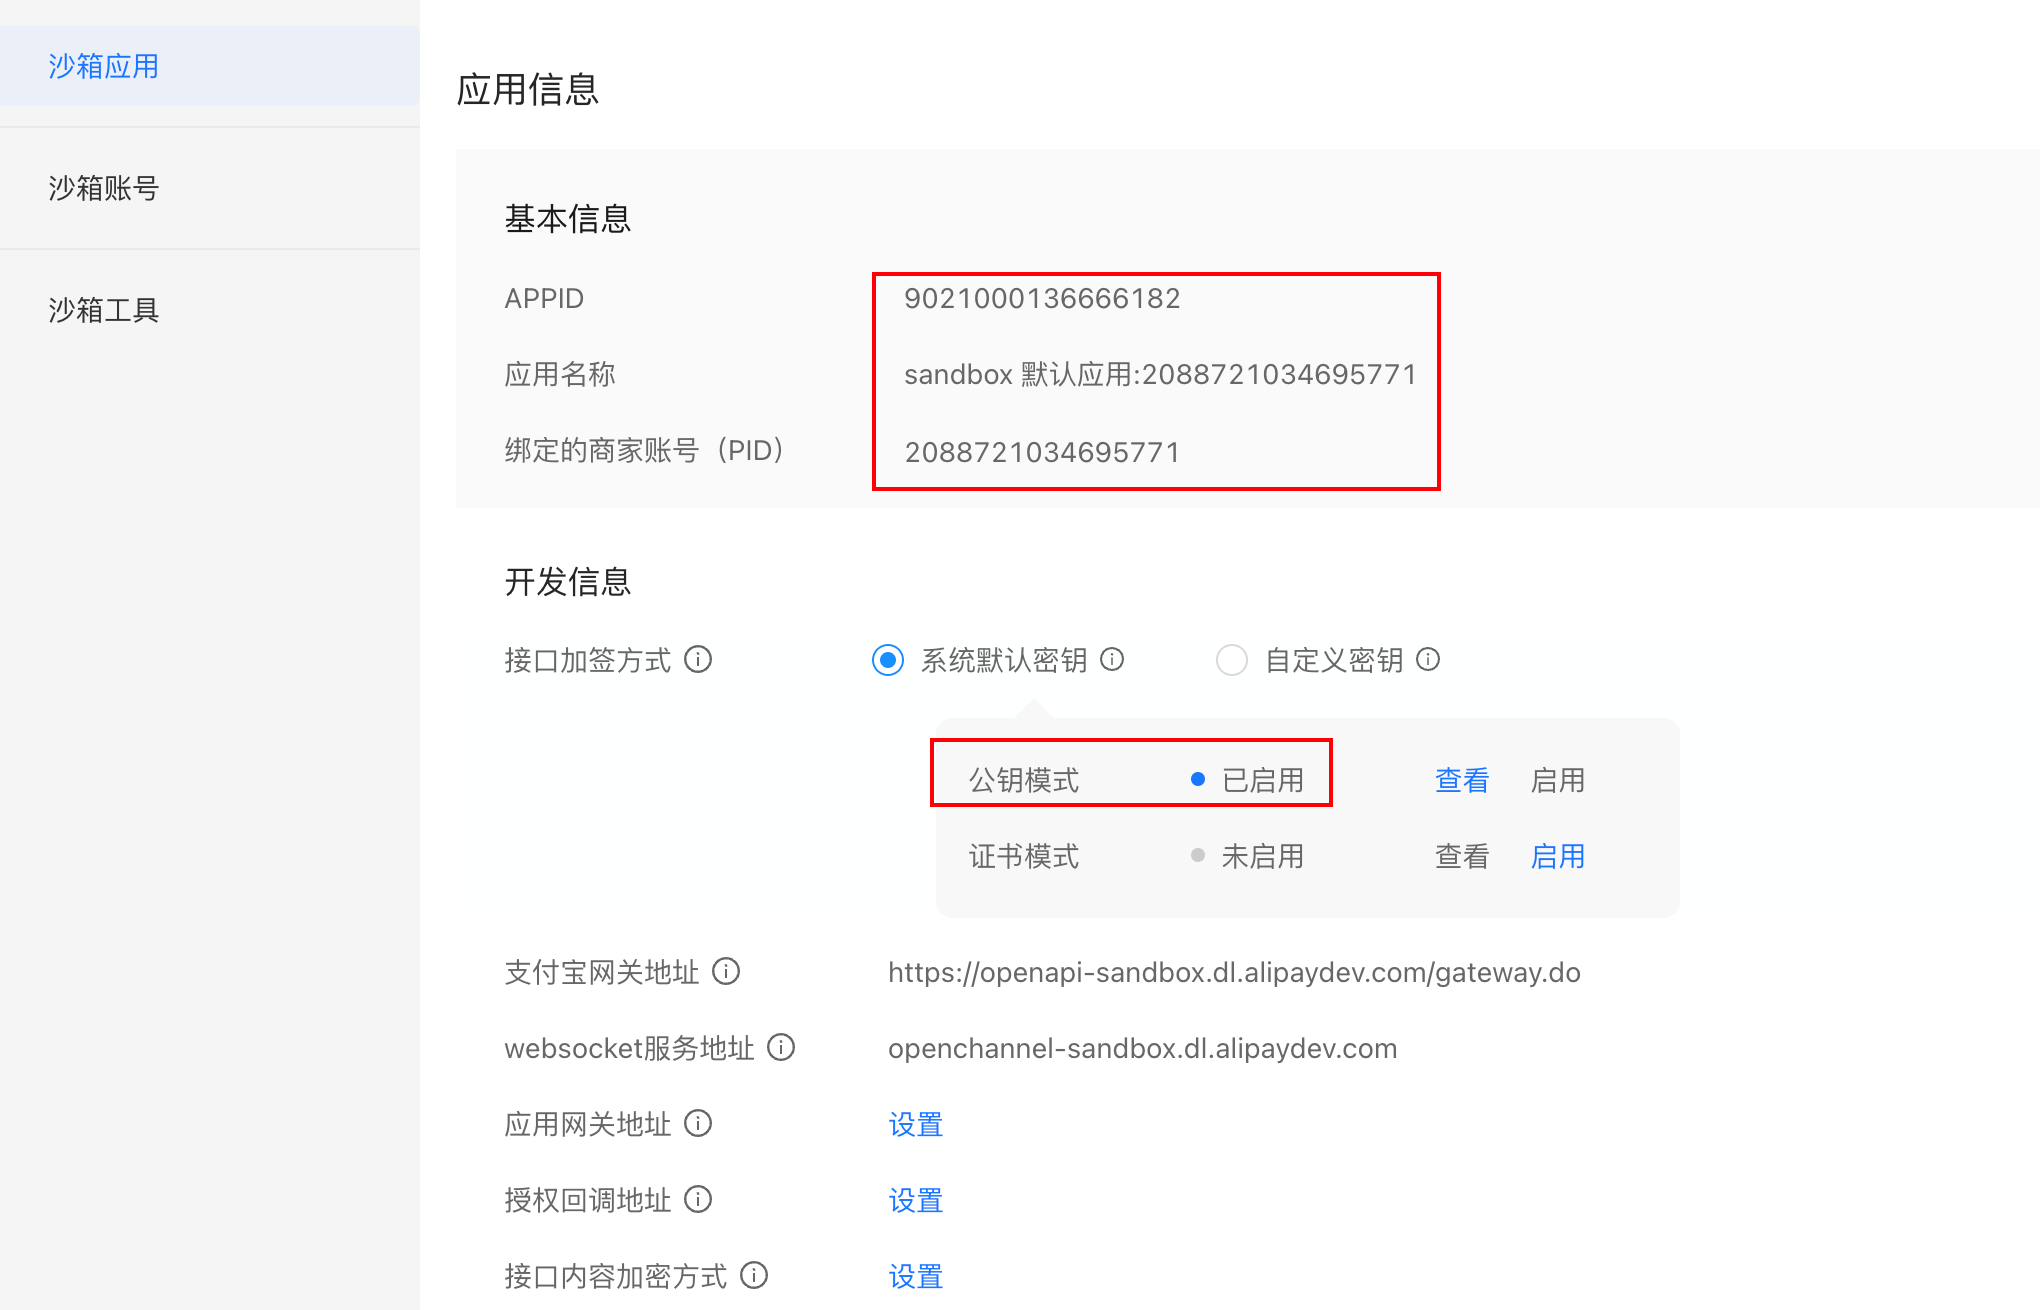 沙箱应用
沙箱账号
沙箱工具
应用信息
基本信息
APPID 9021000136666182
应用名称 sandbox 默认应用:2088721034695771
绑定的商家账号（PID） 2088721034695771
开发信息
接口加签方式 系统默认密钥 自定义密钥
公钥模式 已启用 查看 启用
证书模式 未启用 查看 启用
支付宝网关地址 https://openapi-sandbox.dl.alipaydev.com/gateway.do
websocket服务地址 openchannel-sandbox.dl.alipaydev.com
应用网关地址 设置
授权回调地址 设置
接口内容加密方式 设置